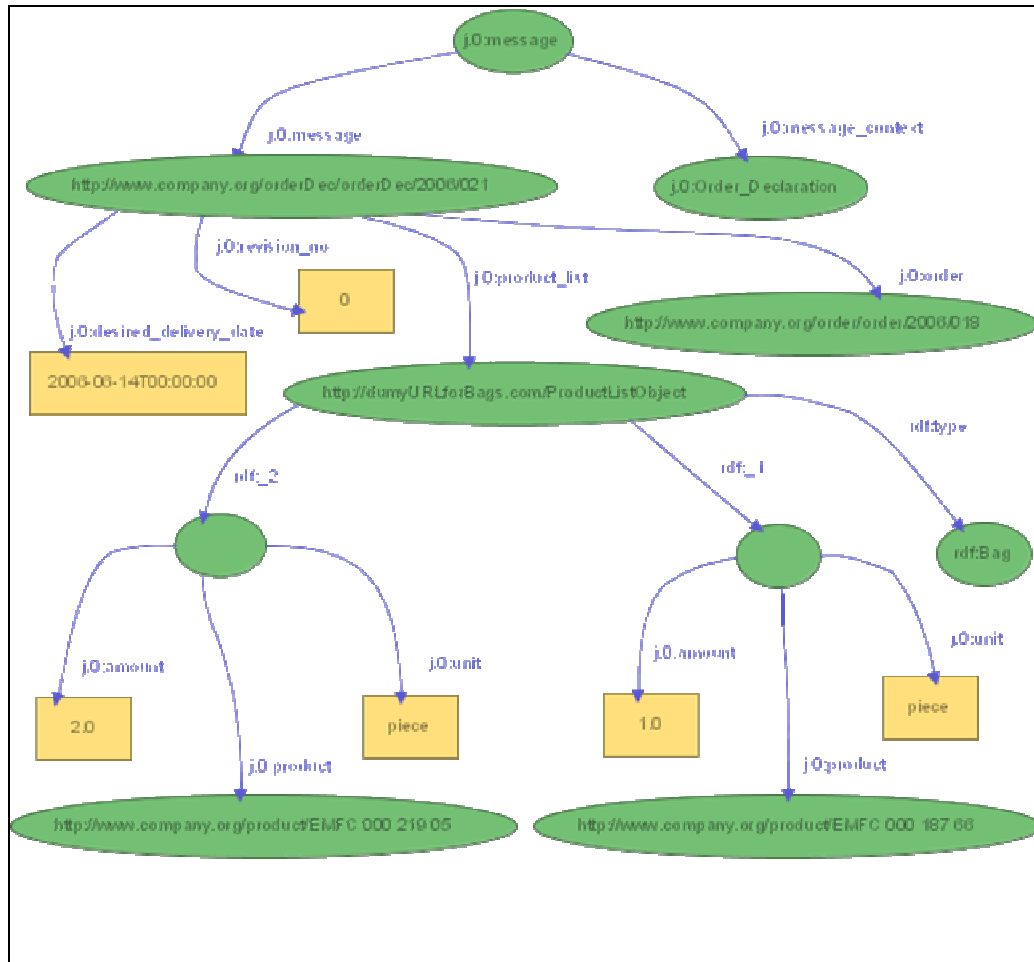 j.0:message
j.0:message
j.0:message_context
http://www.company.org/orderDec/orderDec/2006/021
j.0:Order_Declaration
j.0:revision_no
j.0:product_list
j.0:order
0
http://www.company.org/order/order/2006/018
j.0:desired_delivery_date
2006-06-14T00:00:00
http://dumyURLforBags.com/ProductListObject
rdf:type
rdf:_2
rdf:_1
rdf:Bag
j.0:amount
j.0:unit
j.0:amount
j.0:unit
2.0
piece
1.0
piece
j.0:product
j.0:product
http://www.company.org/product/EMFC 000 219 05
http://www.company.org/product/EMFC 000 187 66